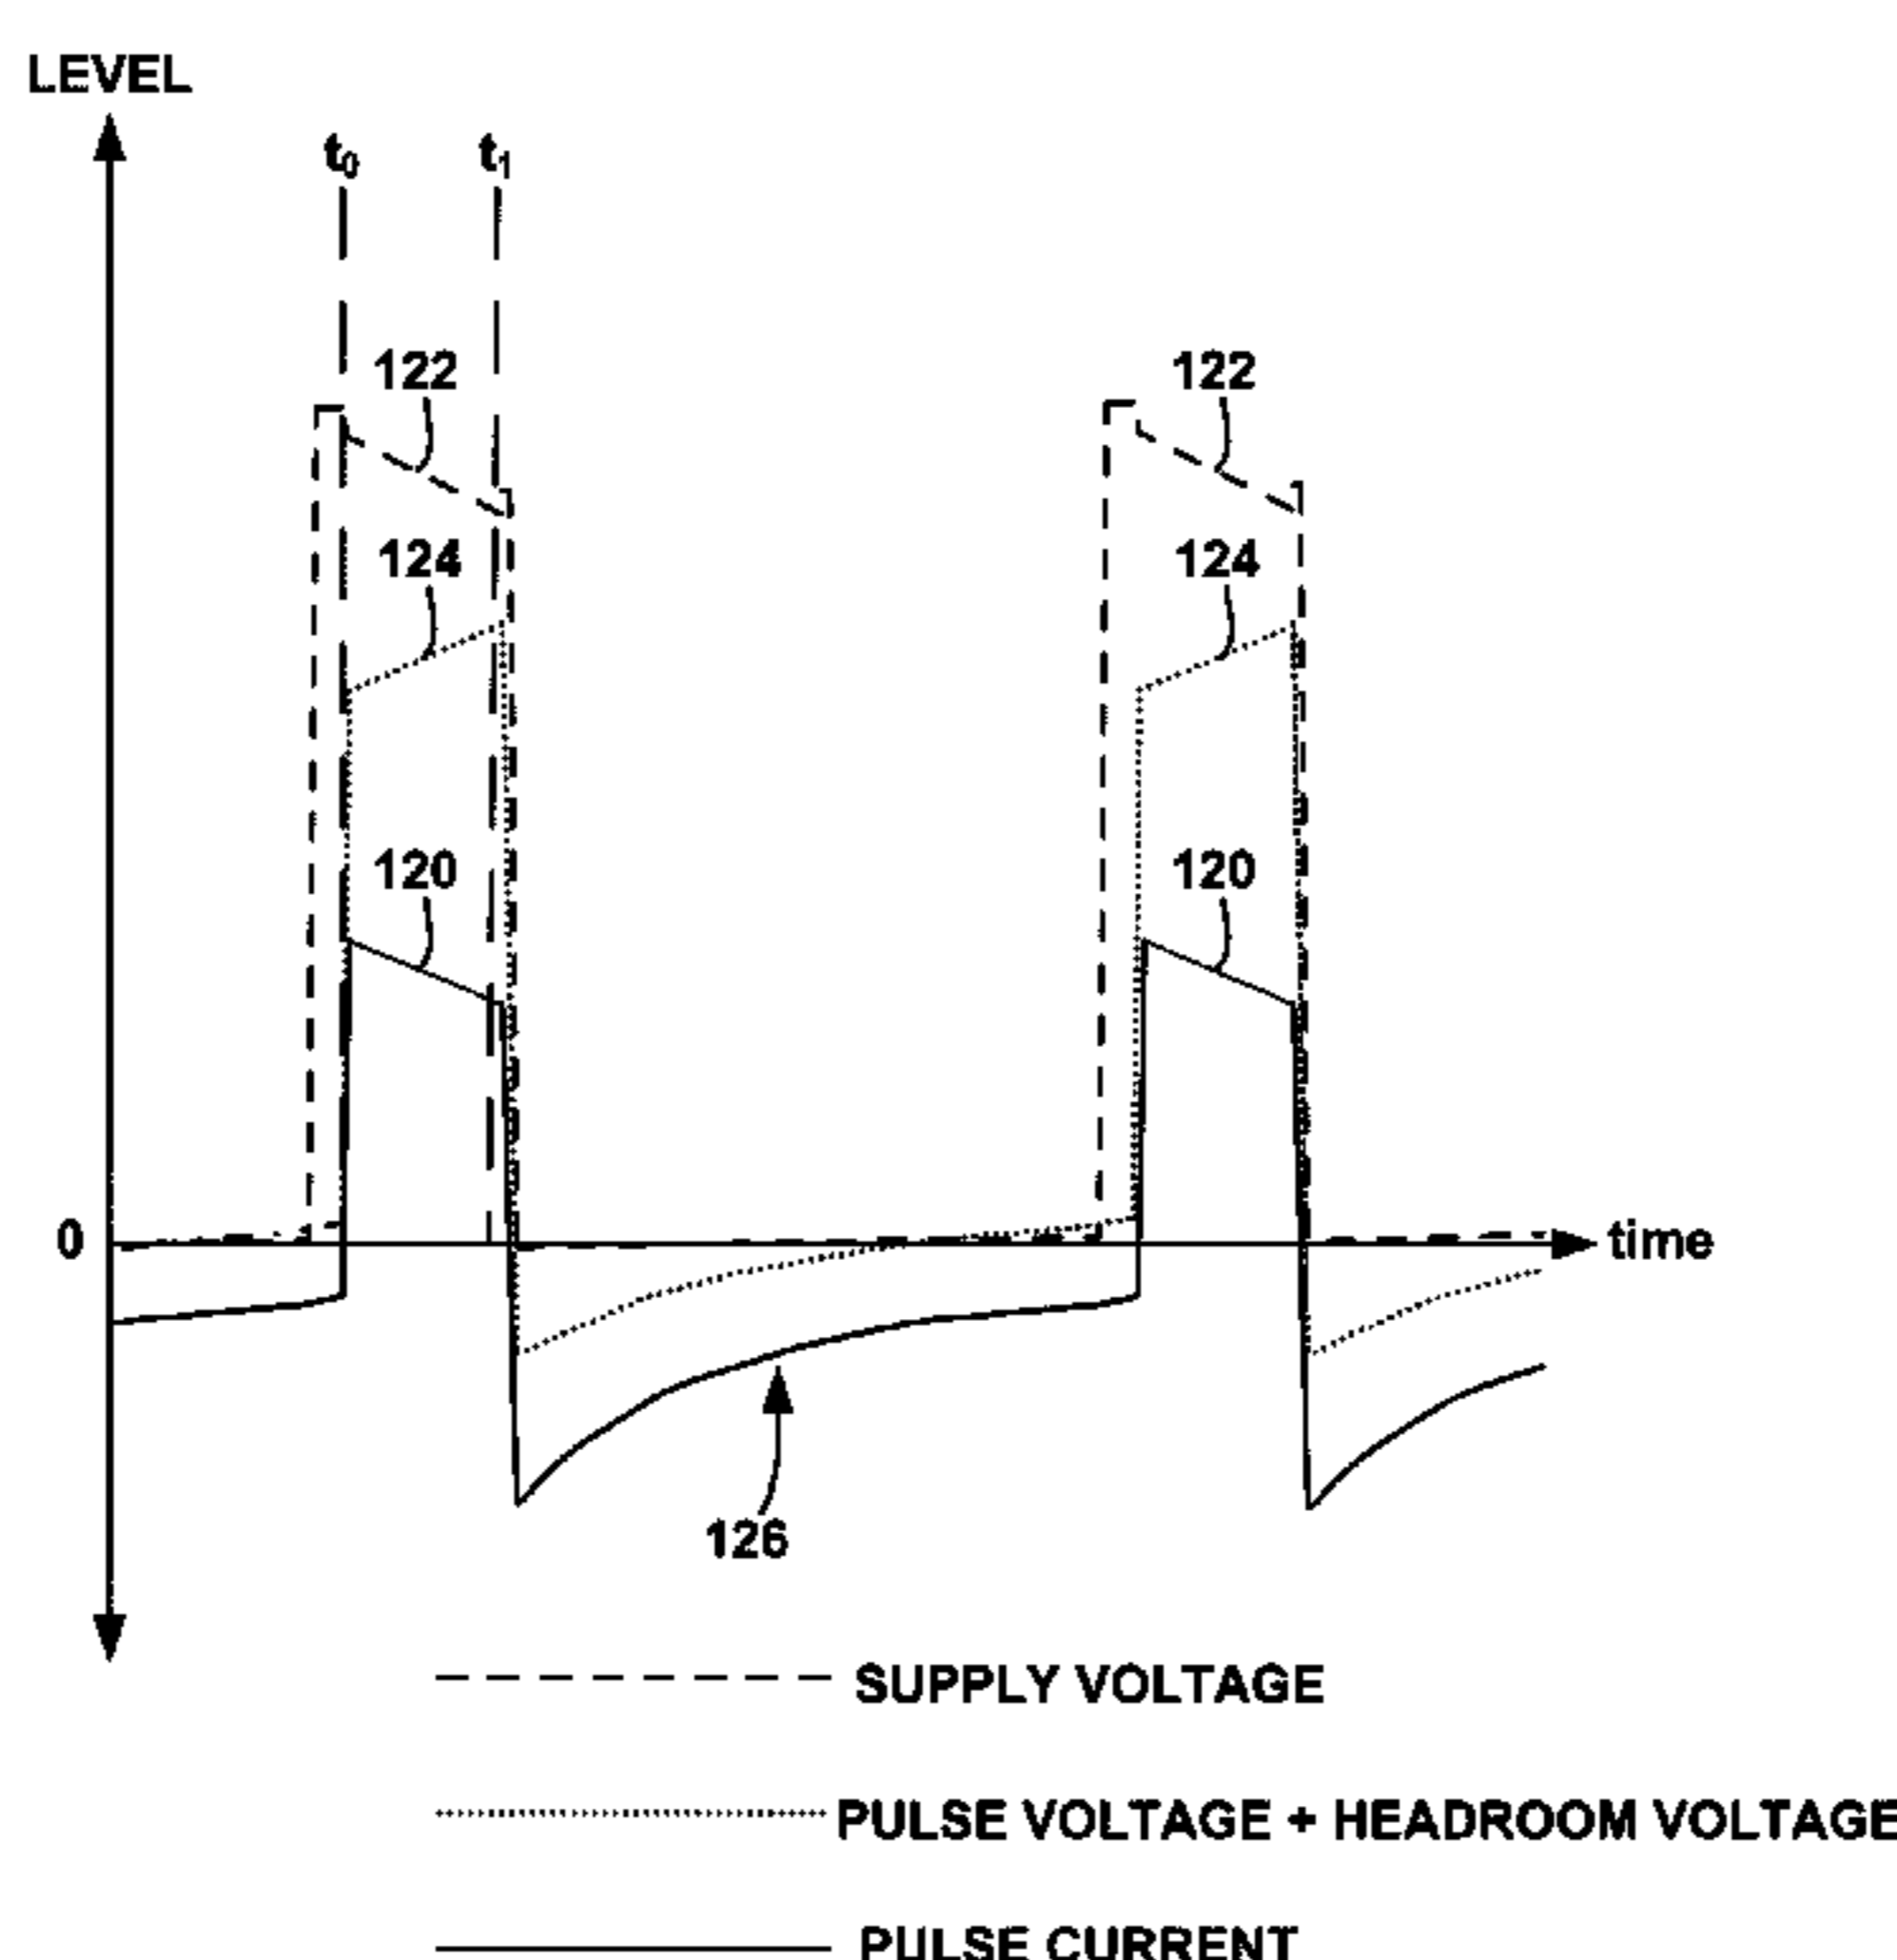 LEVEL
t0 t1
122 122
124 124
120 120
0 time
126
SUPPLY VOLTAGE
PULSE VOLTAGE + HEADROOM VOLTAGE
PULSE CURRENT